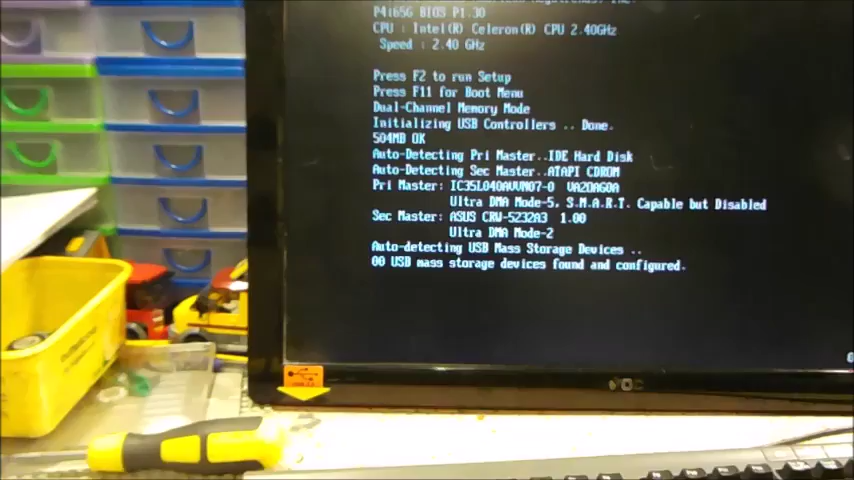 P4i65G BIOS P1.30
CPU : Intel(R) Celeron(R) CPU 2.40GHz
Speed : 2.40 GHz
Press F2 to run Setup
Press F11 for Boot Menu
Dual-Channel Memory Mode
Initializing USB Controllers .. Done.
504MB OK
Auto-Detecting Pri Master..IDE Hard Disk
Auto-Detecting Sec Master..ATAPI CDROM
Pri Master: IC35L040AVVN07-0 VA2OAG0A
Ultra DMA Mode-5, S.M.A.R.T. Capable but Disabled
Sec Master: ASUS CRW-5232A3 1.00
Ultra DMA Mode-2
Auto-detecting USB Mass Storage Devices ..
00 USB mass storage devices found and configured.
AOC